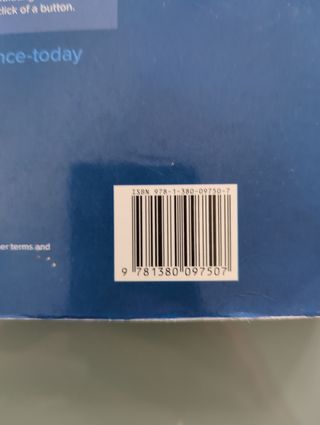 click of a button.
nce-today
ISBN 978-1-380-09750-7
er terms and
9 781380 097507